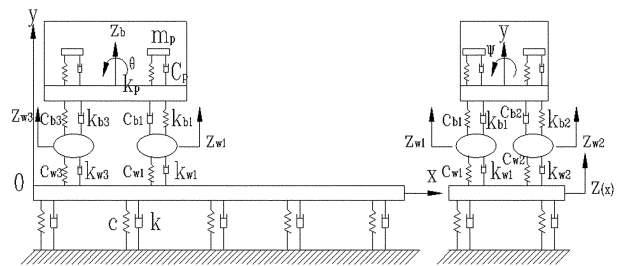 y
Zb
θ
mp
Cp
kp
Zw3
Cb3
kb3
Cb1
kb1
Zw1
Cw3
kw3
Cw1
kw1
0
X
c
k
y
ψ
Cb1
kb1
Cb2
kb2
Zw1
Zw2
Cw1
kw1
Cw2
kw2
Z(x)